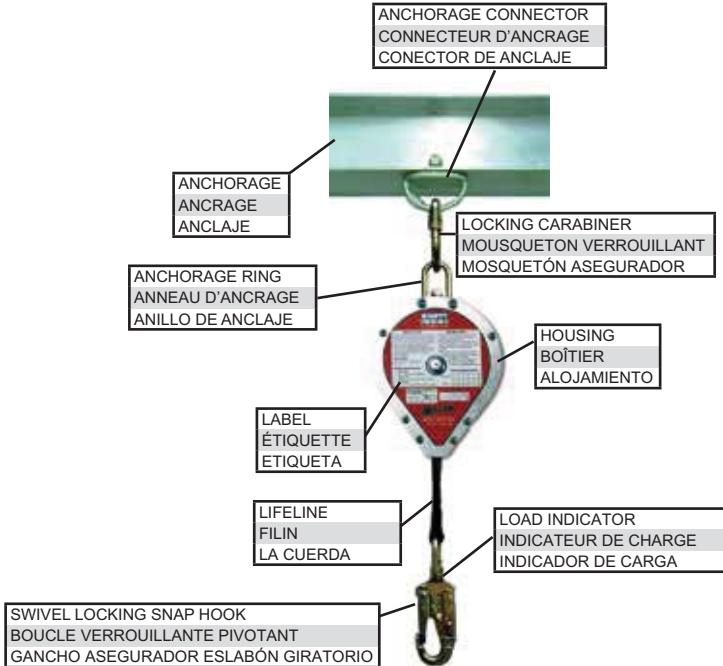 ANCHORAGE CONNECTOR
CONNECTEUR D'ANCRAGE
CONECTOR DE ANCLAJE
ANCHORAGE
ANCRAGE
ANCLAJE
LOCKING CARABINER
MOUSQUETON VERROUILLANT
MOSQUETÓN ASEGURADOR
ANCHORAGE RING
ANNEAU D'ANCRAGE
ANILLO DE ANCLAJE
HOUSING
BOÎTIER
ALOJAMIENTO
LABEL
ÉTIQUETTE
ETIQUETA
LIFELINE
FILIN
LA CUERDA
LOAD INDICATOR
INDICATEUR DE CHARGE
INDICADOR DE CARGA
SWIVEL LOCKING SNAP HOOK
BOUCLE VERROUILLANTE PIVOTANT
GANCHO ASEGURADOR ESLABÓN GIRATORIO